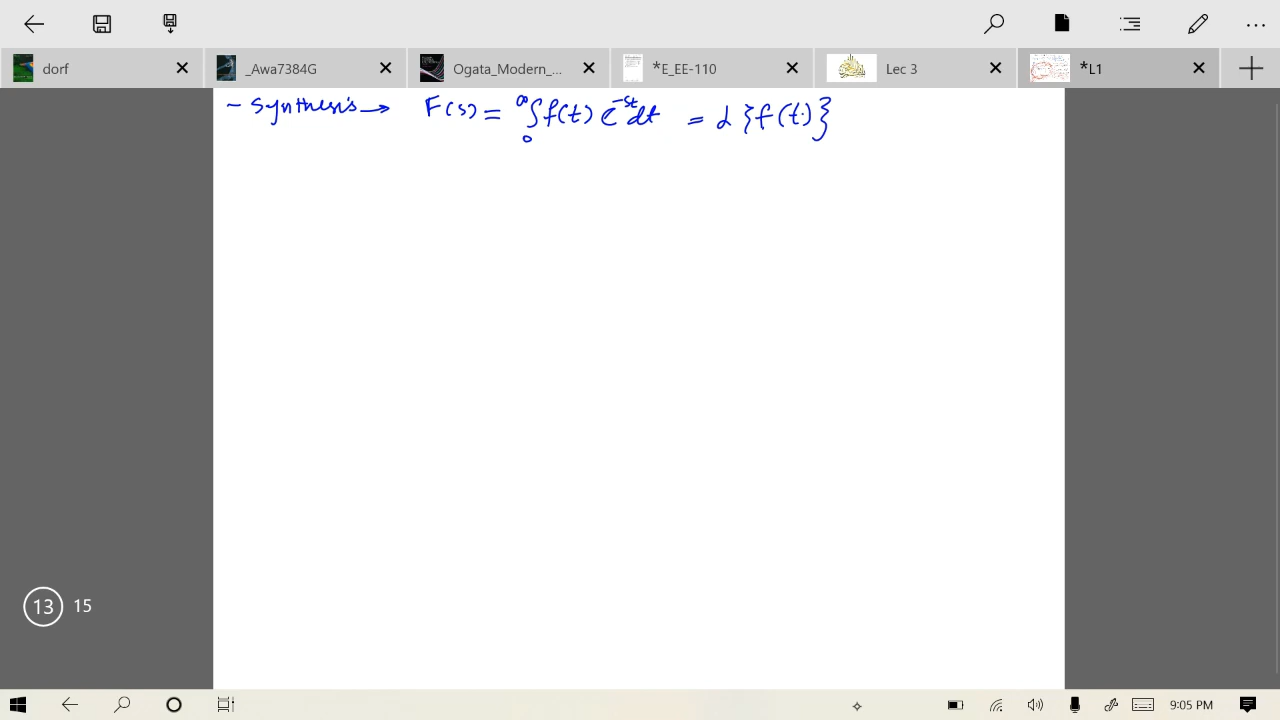 dorf
_Awa7384G
Ogata_Modern_...
*E_EE-110
Lec 3
*L1
- Synthesis → F(s) = ∞∫0 f(t) e^-st dt = L {f(t)}
13 15
9:05 PM